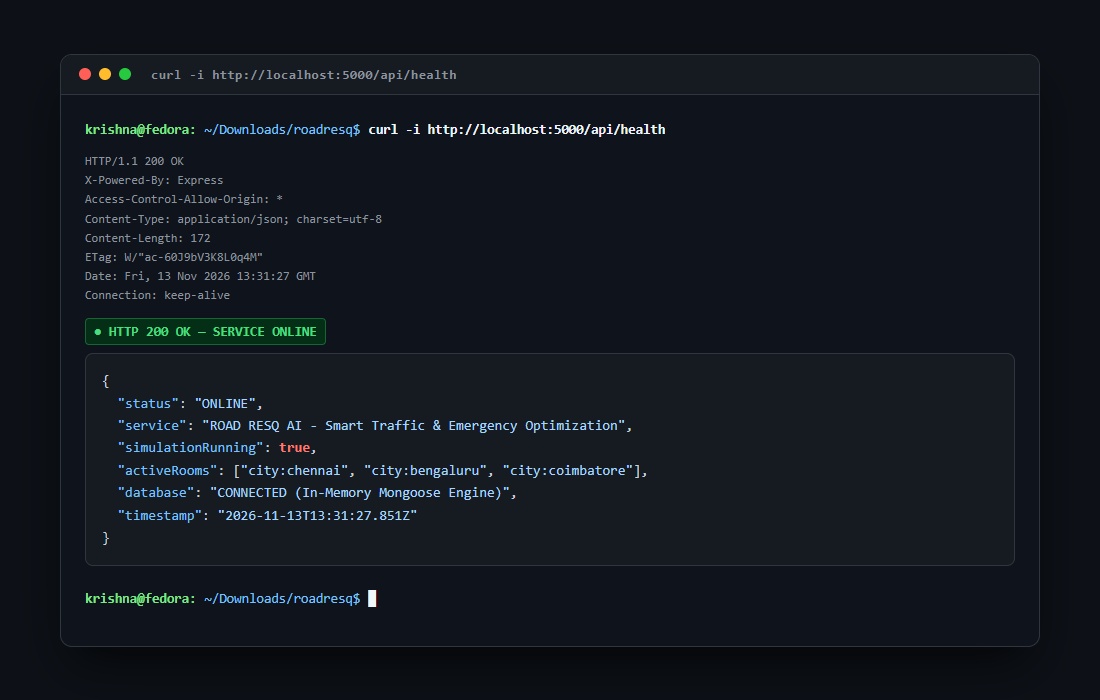 curl -i http://localhost:5000/api/health
krishna@fedora: ~/Downloads/roadresq$ curl -i http://localhost:5000/api/health
HTTP/1.1 200 OK
X-Powered-By: Express
Access-Control-Allow-Origin: *
Content-Type: application/json; charset=utf-8
Content-Length: 172
ETag: W/"ac-60J9bV3K8L0q4M"
Date: Fri, 13 Nov 2026 13:31:27 GMT
Connection: keep-alive
● HTTP 200 OK — SERVICE ONLINE
{
  "status": "ONLINE",
  "service": "ROAD RESQ AI - Smart Traffic & Emergency Optimization",
  "simulationRunning": true,
  "activeRooms": ["city:chennai", "city:bengaluru", "city:coimbatore"],
  "database": "CONNECTED (In-Memory Mongoose Engine)",
  "timestamp": "2026-11-13T13:31:27.851Z"
}
krishna@fedora: ~/Downloads/roadresq$